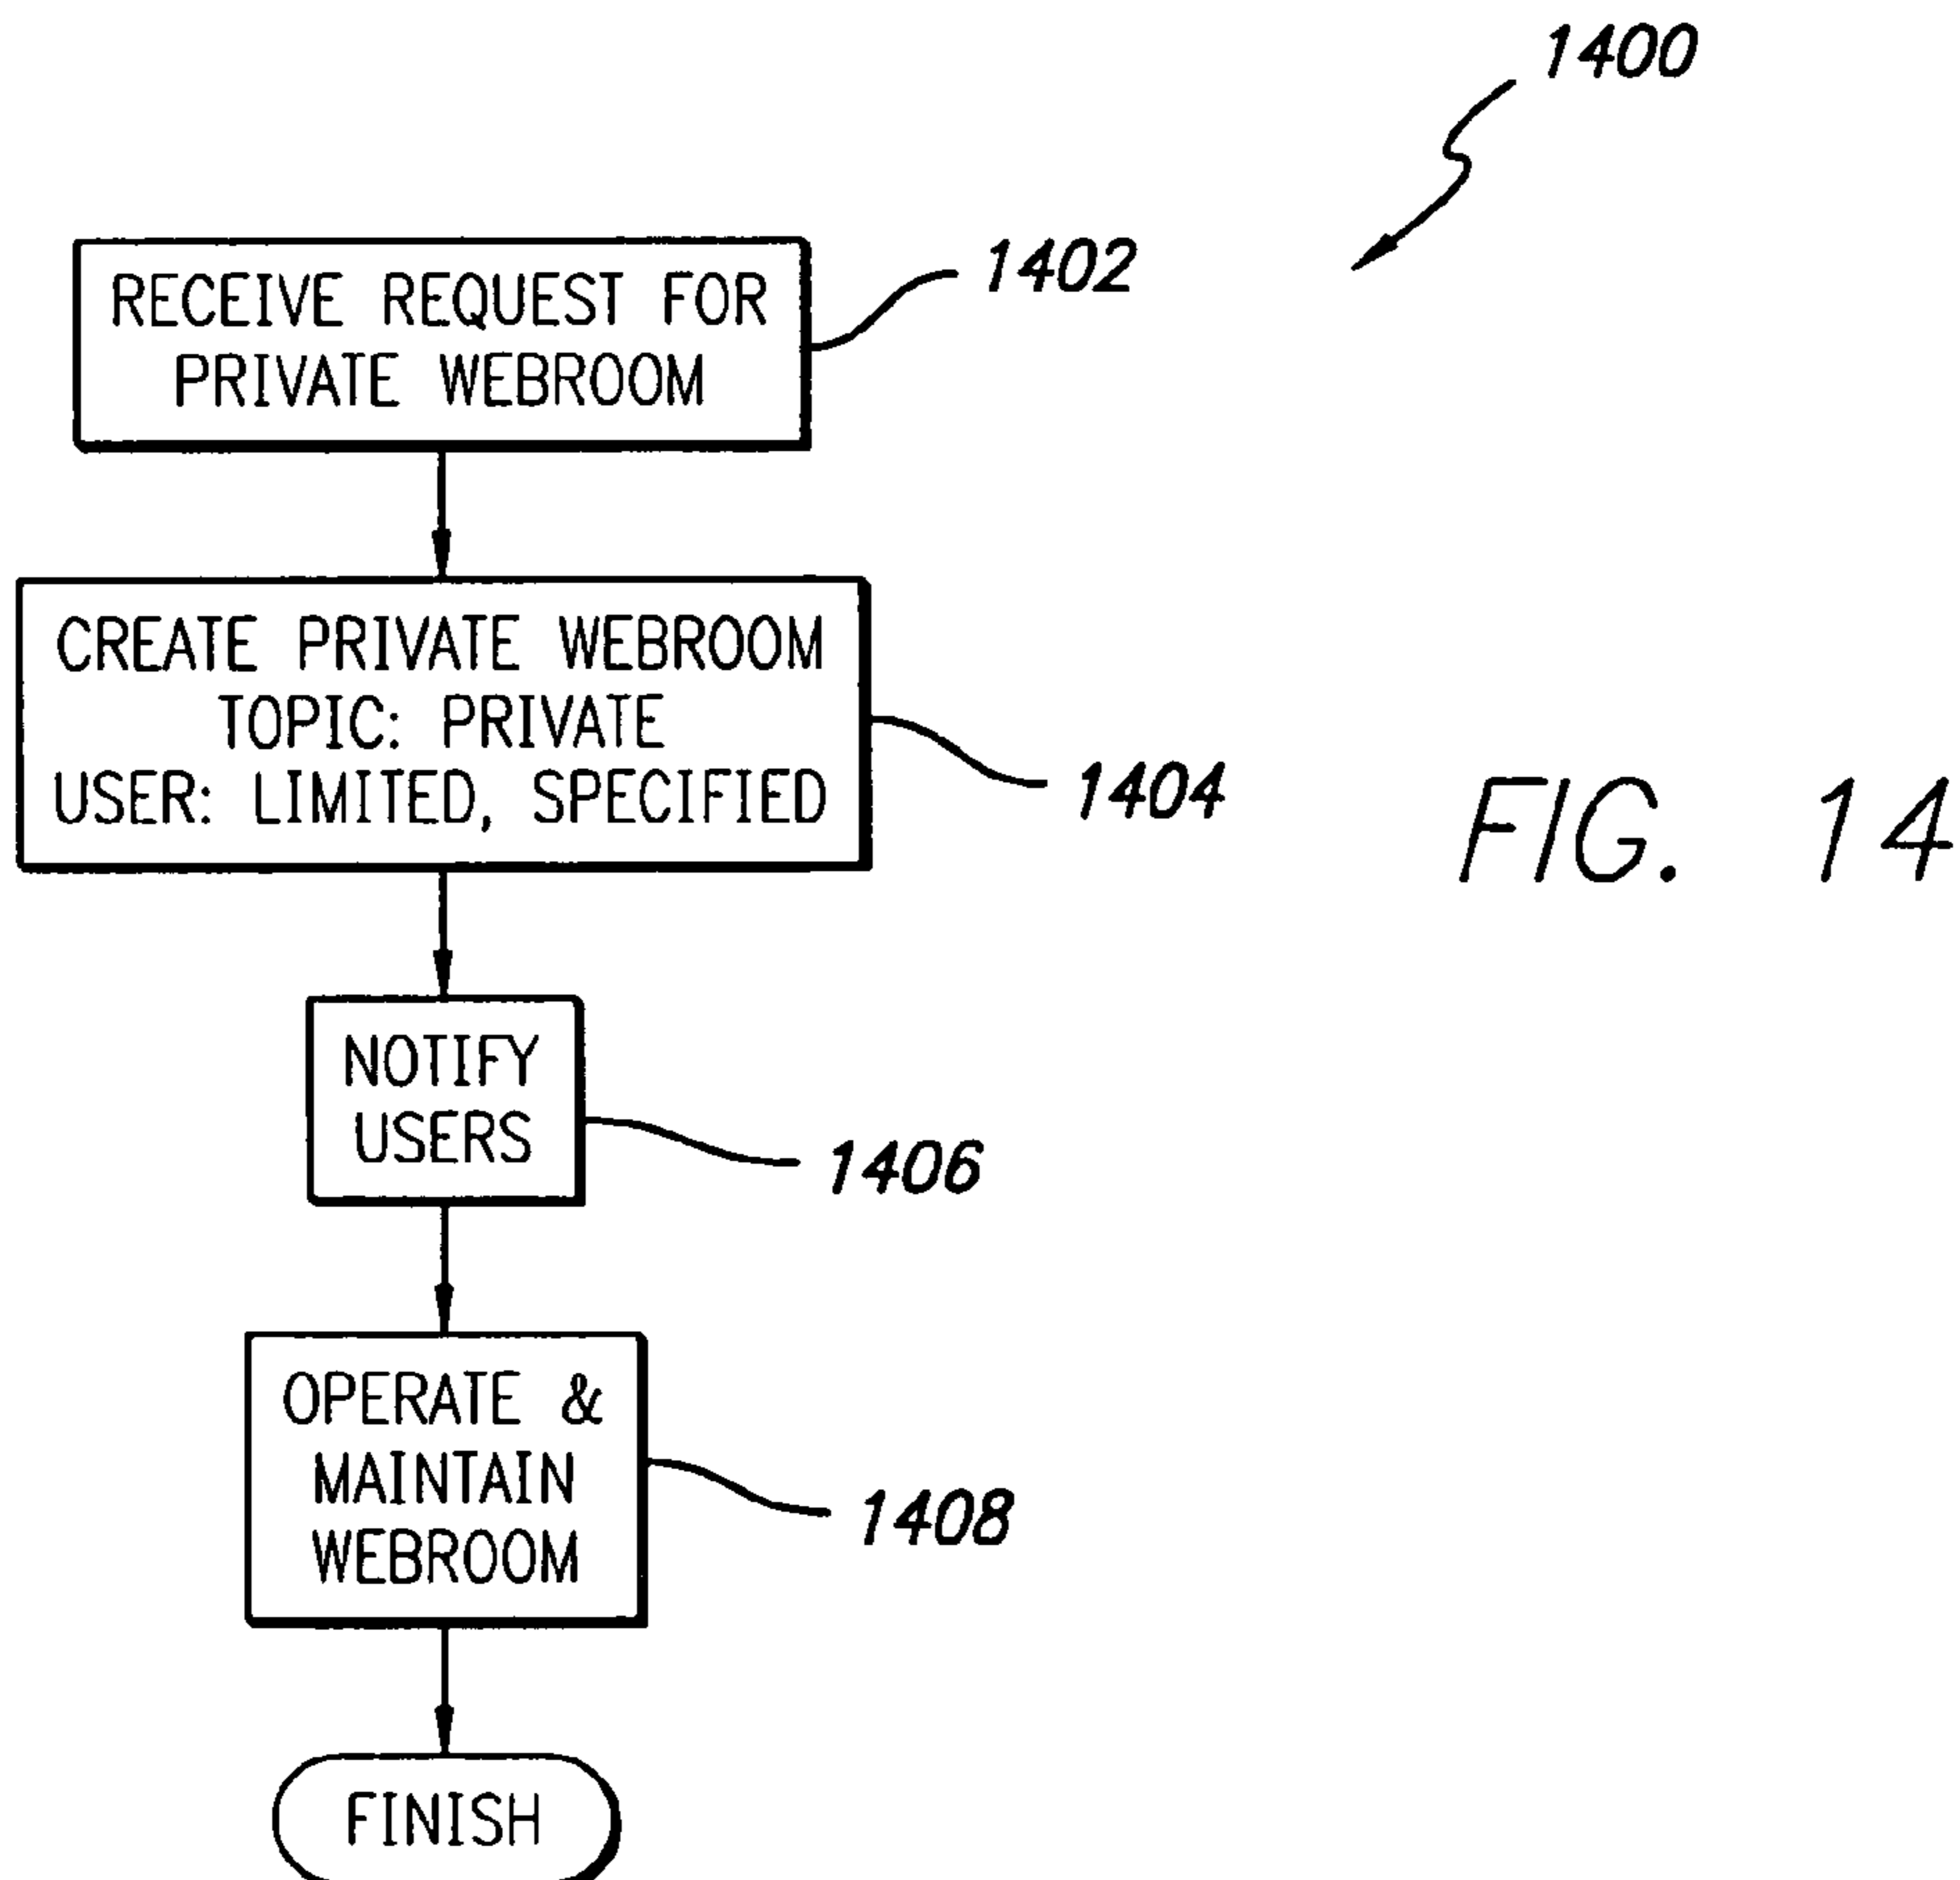 1400
RECEIVE REQUEST FOR
PRIVATE WEBROOM
1402
CREATE PRIVATE WEBROOM
TOPIC: PRIVATE
USER: LIMITED, SPECIFIED
1404
FIG. 14
NOTIFY
USERS
1406
OPERATE &
MAINTAIN
WEBROOM
1408
FINISH